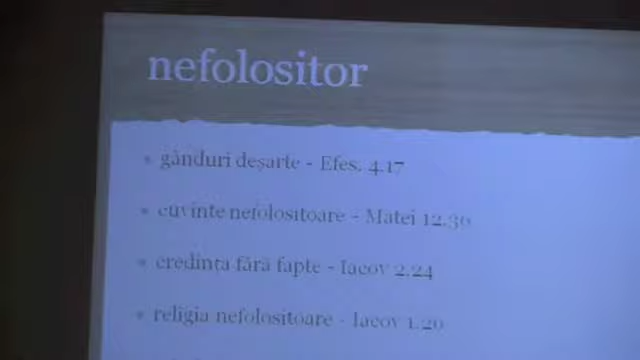 nefolositor
gânduri deșarte - Efes. 4.17
cuvinte nefolositoare - Matei 12.36
credința fără fapte - Iacov 2.24
religia nefolositoare - Iacov 1.26